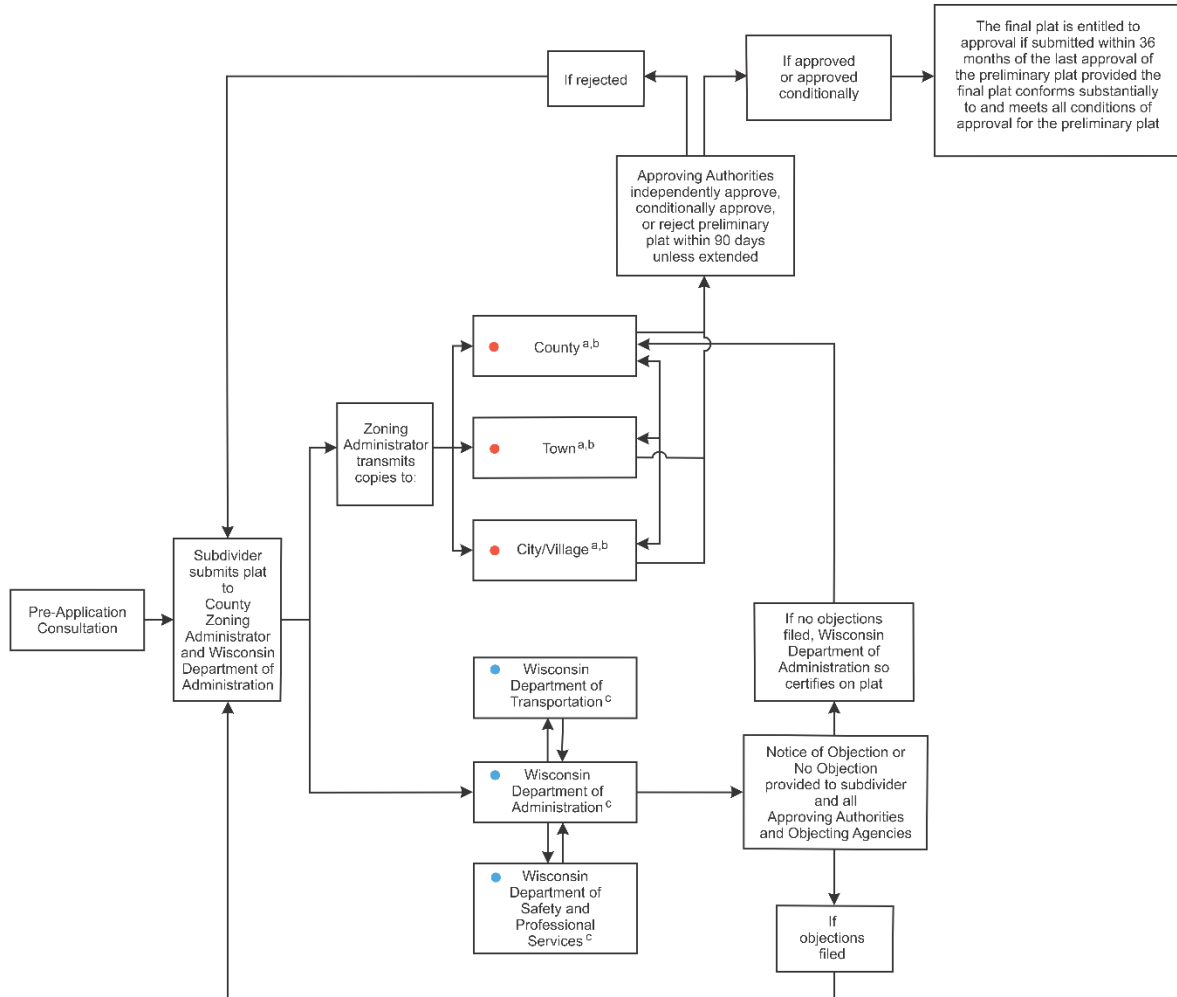 If rejected
If approved
or approved
conditionally
The final plat is entitled to
approval if submitted within 36
months of the last approval of
the preliminary plat provided the
final plat conforms substantially
to and meets all conditions of
approval for the preliminary plat
Approving Authorities
independently approve,
conditionally approve,
or reject preliminary
plat within 90 days
unless extended
County a,b
Zoning
Administrator
transmits
copies to:
Town a,b
City/Village a,b
Pre-Application
Consultation
Subdivider
submits plat
to
County
Zoning
Administrator
and Wisconsin
Department of
Administration
If no objections
filed, Wisconsin
Department of
Administration so
certifies on plat
Wisconsin
Department of
Transportation c
Wisconsin
Department of
Administration c
Notice of Objection or
No Objection
provided to subdivider
and all
Approving Authorities
and Objecting Agencies
Wisconsin
Department of
Safety and
Professional
Services c
If
objections
filed